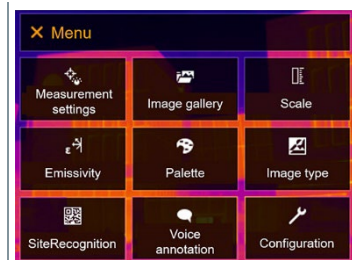 Menu
Measurement
settings
Image gallery
Scale
ε
Emissivity
Palette
Image type
SiteRecognition
Voice
annotation
Configuration